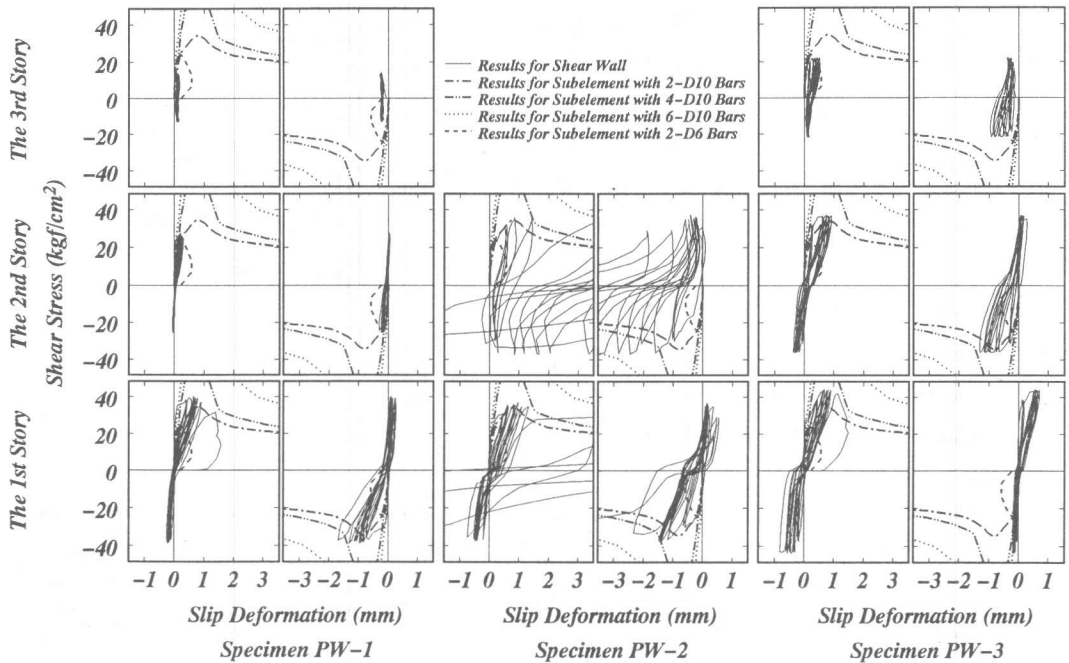 The 3rd Story
The 2nd Story
The 1st Story
Shear Stress (kgf/cm²)
40
20
0
−20
−40
40
20
0
−20
−40
40
20
0
−20
−40
Results for Shear Wall
Results for Subelement with 2−D10 Bars
Results for Subelement with 4−D10 Bars
Results for Subelement with 6−D10 Bars
Results for Subelement with 2−D6 Bars
−1 0 1 2 3 −3 −2 −1 0 1 −1 0 1 2 3 −3 −2 −1 0 1 −1 0 1 2 3 −3 −2 −1 0 1
Slip Deformation (mm) Slip Deformation (mm) Slip Deformation (mm)
Specimen PW−1 Specimen PW−2 Specimen PW−3